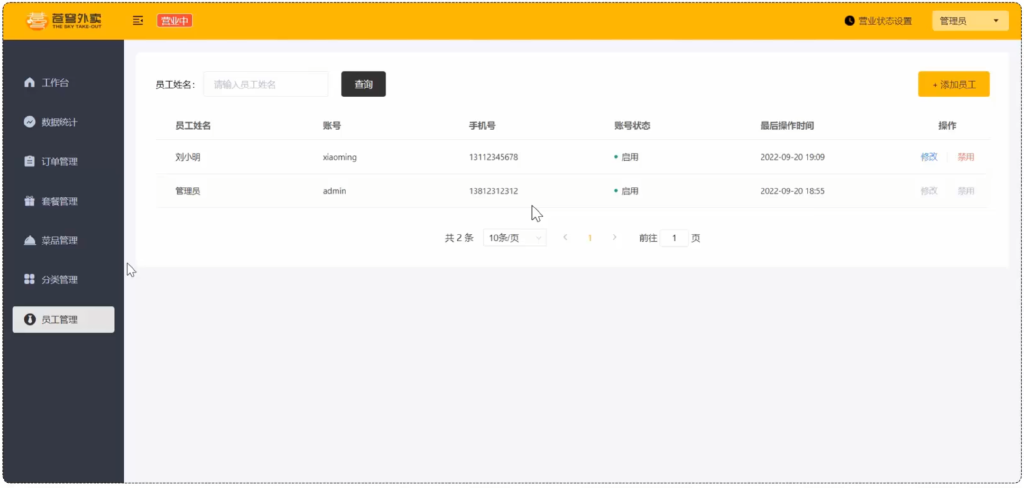 苍穹外卖
THE SKY TAKE-OUT
营业中
营业状态设置
管理员
工作台
数据统计
订单管理
套餐管理
菜品管理
分类管理
员工管理
员工姓名: 请输入员工姓名 查询 + 添加员工
员工姓名 账号 手机号 账号状态 最后操作时间 操作
刘小明 xiaoming 13112345678 启用 2022-09-20 19:09 修改 禁用
管理员 admin 13812312312 启用 2022-09-20 18:55 修改 禁用
共 2 条 10条/页 1 前往 1 页